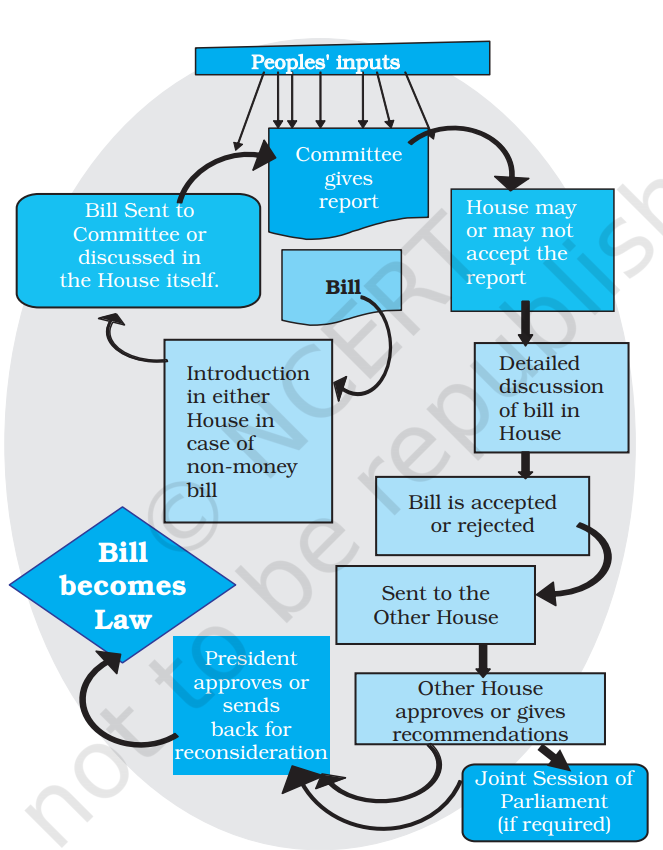 Peoples' inputs
Committee
gives
report
Bill Sent to
Committee or
discussed in
the House itself.
House may
or may not
accept the
report
Bill
Introduction
in either
House in
case of
non-money
bill
Detailed
discussion
of bill in
House
Bill is accepted
or rejected
Bill
becomes
Law
Sent to the
Other House
President
approves or
sends
back for
reconsideration
Other House
approves or gives
recommendations
Joint Session of
Parliament
(if required)
© NCERT
not to be republish